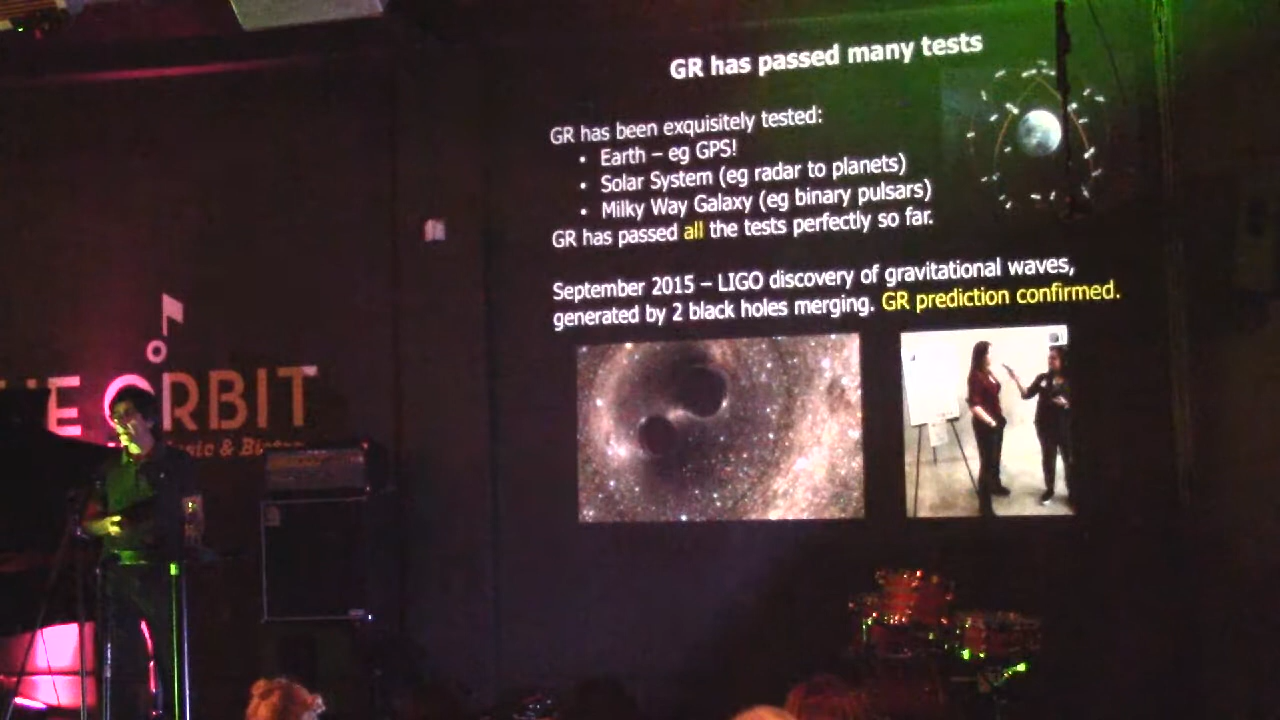 GR has passed many tests
GR has been exquisitely tested:
• Earth – eg GPS!
• Solar System (eg radar to planets)
• Milky Way Galaxy (eg binary pulsars)
GR has passed all the tests perfectly so far.
September 2015 – LIGO discovery of gravitational waves,
generated by 2 black holes merging. GR prediction confirmed.
ORBIT